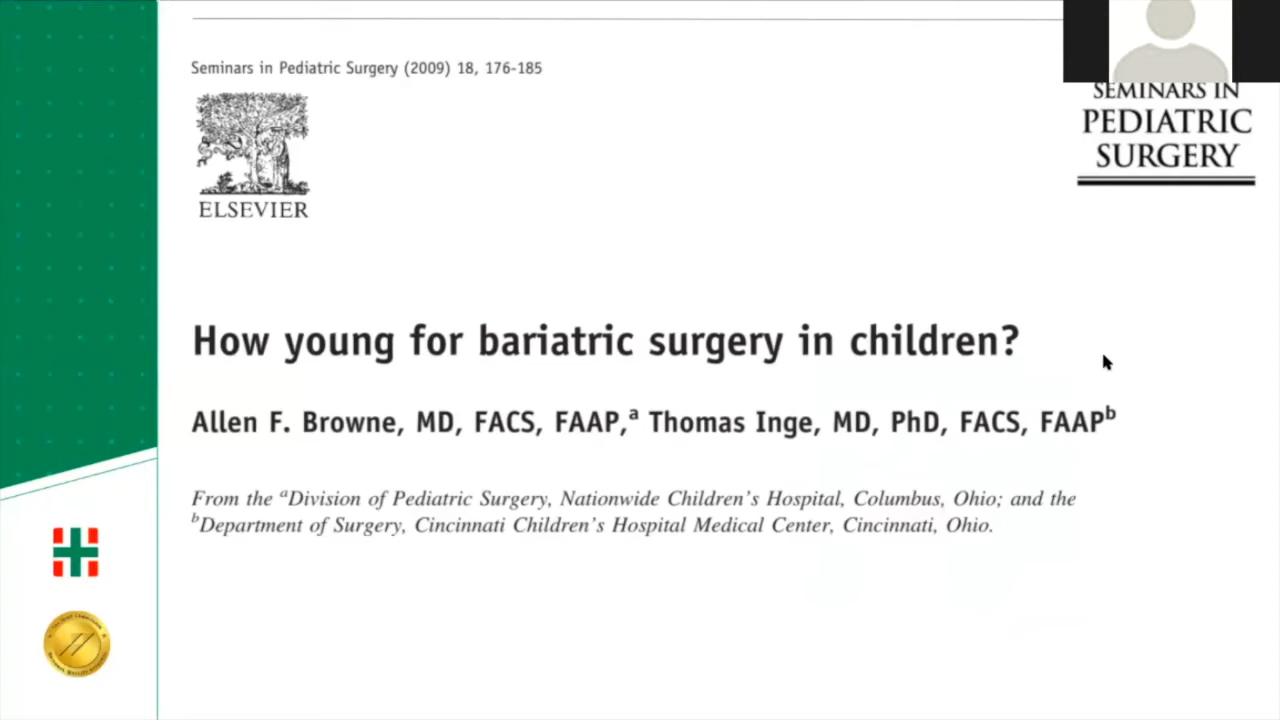 Seminars in Pediatric Surgery (2009) 18, 176-185
ELSEVIER
SEMINARS IN
PEDIATRIC
SURGERY
How young for bariatric surgery in children?
Allen F. Browne, MD, FACS, FAAP,a Thomas Inge, MD, PhD, FACS, FAAPb
From the aDivision of Pediatric Surgery, Nationwide Children's Hospital, Columbus, Ohio; and the
bDepartment of Surgery, Cincinnati Children's Hospital Medical Center, Cincinnati, Ohio.